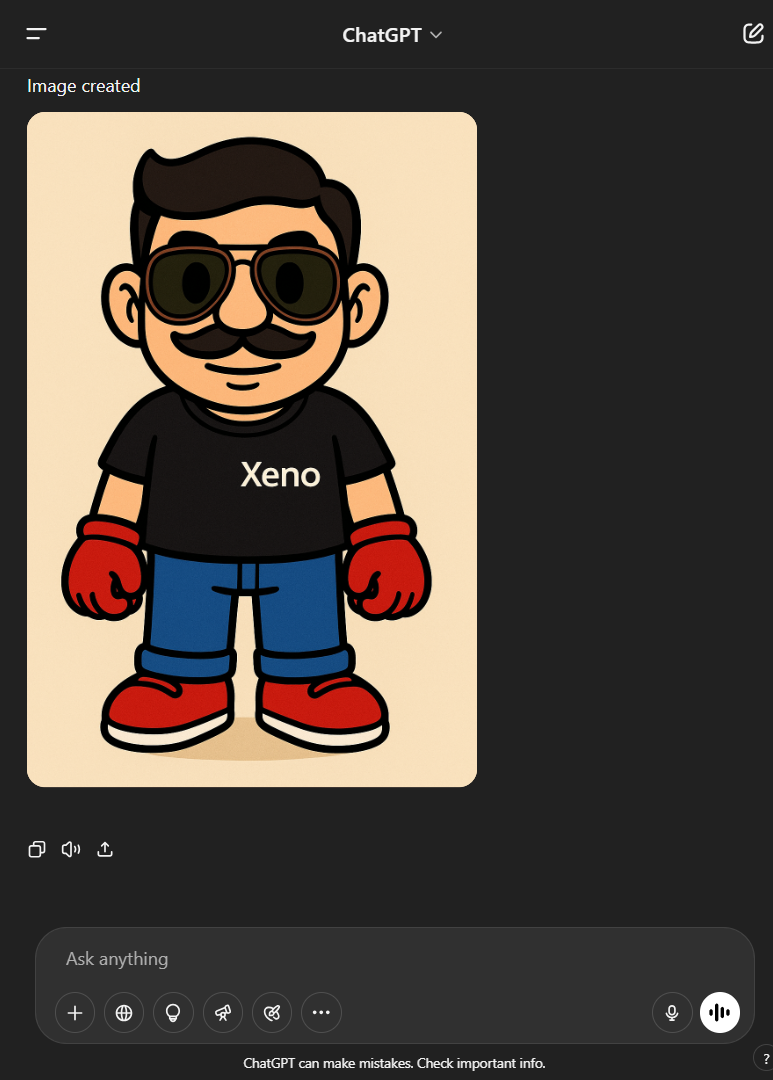 ChatGPT
Image created
Xeno
Ask anything
ChatGPT can make mistakes. Check important info.
?